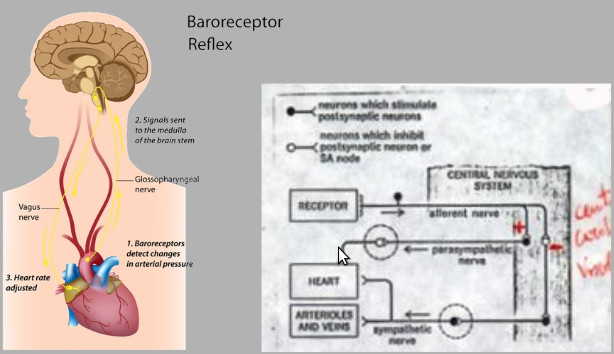 Baroreceptor
Reflex
2. Signals sent
to the medulla
of the brain stem
Glossopharyngeal
nerve
Vagus
nerve
1. Baroreceptors
detect changes
in arterial pressure
3. Heart rate
adjusted
neurons which stimulate
postsynaptic neurons
neurons which inhibit
postsynaptic neuron or
SA node
CENTRAL NERVOUS
SYSTEM
RECEPTOR
afferent nerve
+
parasympathetic
nerve
-
HEART
ARTERIOLES
AND VEINS
sympathetic
nerve